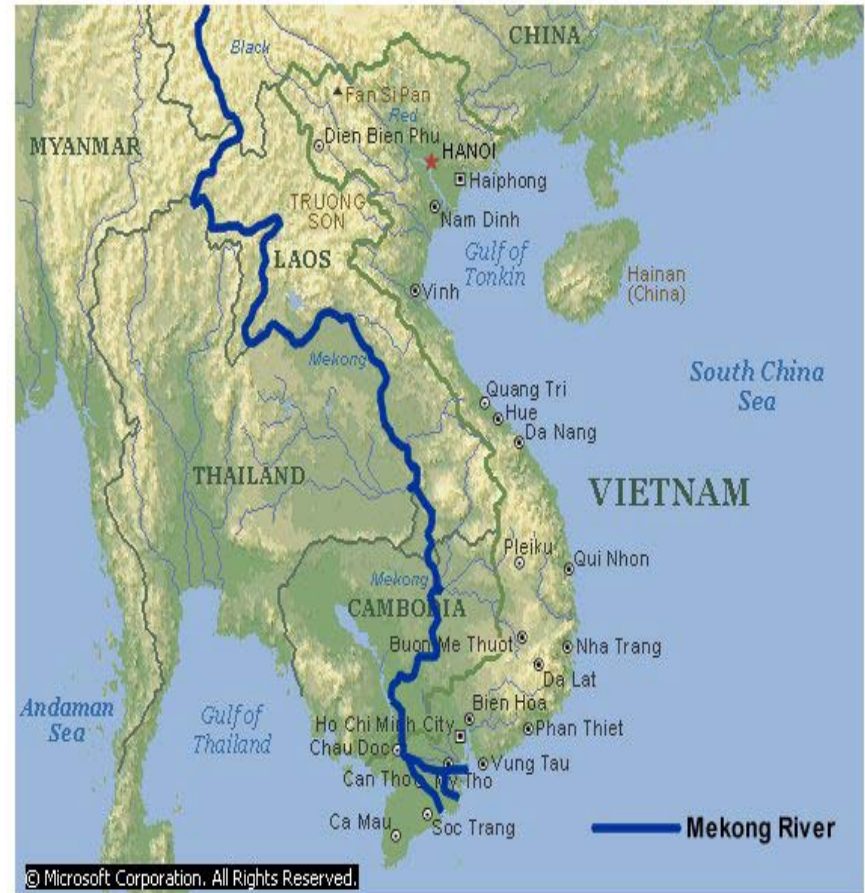 Black
CHINA
Fan Si Pan
Red
Dien Bien Phu
HANOI
MYANMAR
Haiphong
TRUONG
SON
Nam Dinh
Gulf of
Tonkin
LAOS
Hainan
(China)
Vinh
Mekong
South China
Sea
Quang Tri
Hue
Da Nang
THAILAND
VIETNAM
Pleiku
Qui Nhon
Mekong
CAMBODIA
Buon Me Thuot
Nha Trang
Da Lat
Andaman
Sea
Gulf of
Thailand
Bien Hoa
Ho Chi Minh City
Phan Thiet
Chau Doc
Vung Tau
Can Tho
My Tho
Ca Mau
Soc Trang
Mekong River
© Microsoft Corporation. All Rights Reserved.